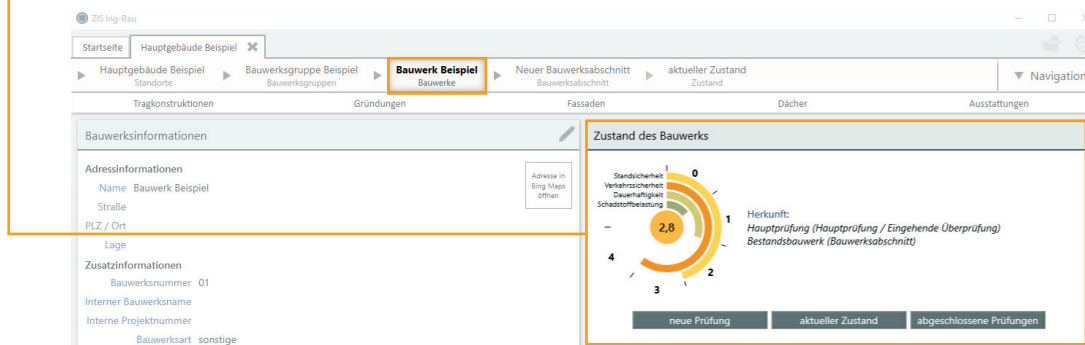 ZIS Ing-Bau
Startseite Hauptgebäude Beispiel
Hauptgebäude Beispiel Bauwerksgruppe Beispiel Bauwerk Beispiel Neuer Bauwerksabschnitt aktueller Zustand Navigation
Standorte Bauwerksgruppen Bauwerke Bauwerksabschnitt Zustand
Tragkonstruktionen Gründungen Fassaden Dächer Ausstattungen
Bauwerksinformationen
Adressinformationen
Name Bauwerk Beispiel
Straße
PLZ / Ort
Lage
Zusatzinformationen
Bauwerksnummer 01
Interner Bauwerksname
Interne Projektnummer
Bauwerksart sonstige
Adresse in
Bing Maps
öffnen
Zustand des Bauwerks
Standsicherheit
Verkehrssicherheit
Dauerhaftigkeit
Schadstoffbelastung
0
1
2
3
4
2,8
Herkunft:
Hauptprüfung (Hauptprüfung / Eingehende Überprüfung)
Bestandsbauwerk (Bauwerksabschnitt)
neue Prüfung aktueller Zustand abgeschlossene Prüfungen